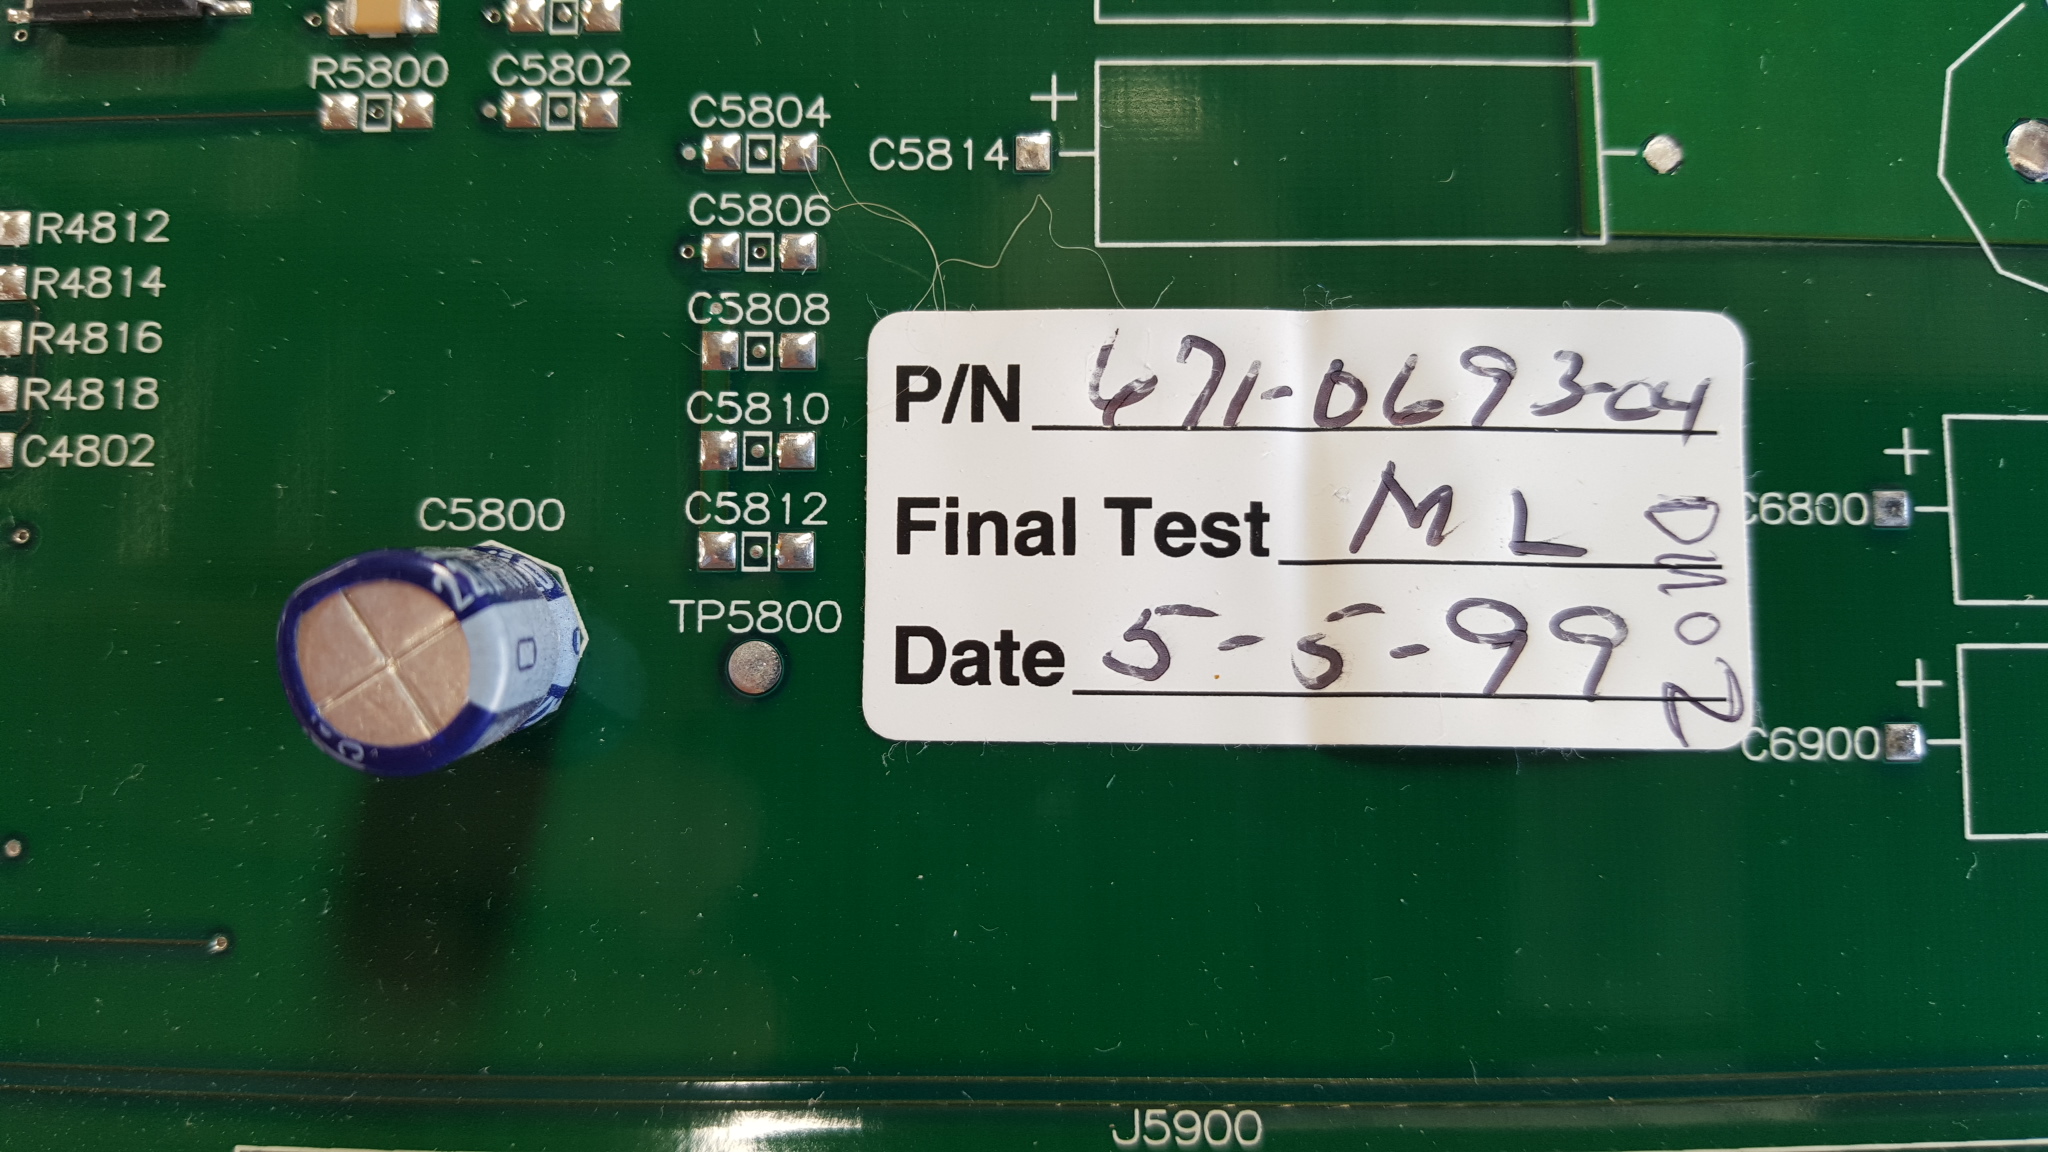 R5800
C5802
C5804
+
C5814
C5806
R4812
R4814
C5808
R4816
P/N 671-0693-04
R4818
C5810
C4802
+
C5800
C5812
Final Test ML
C6800
TP5800
Date 5-5-99
+
C6900
J5900